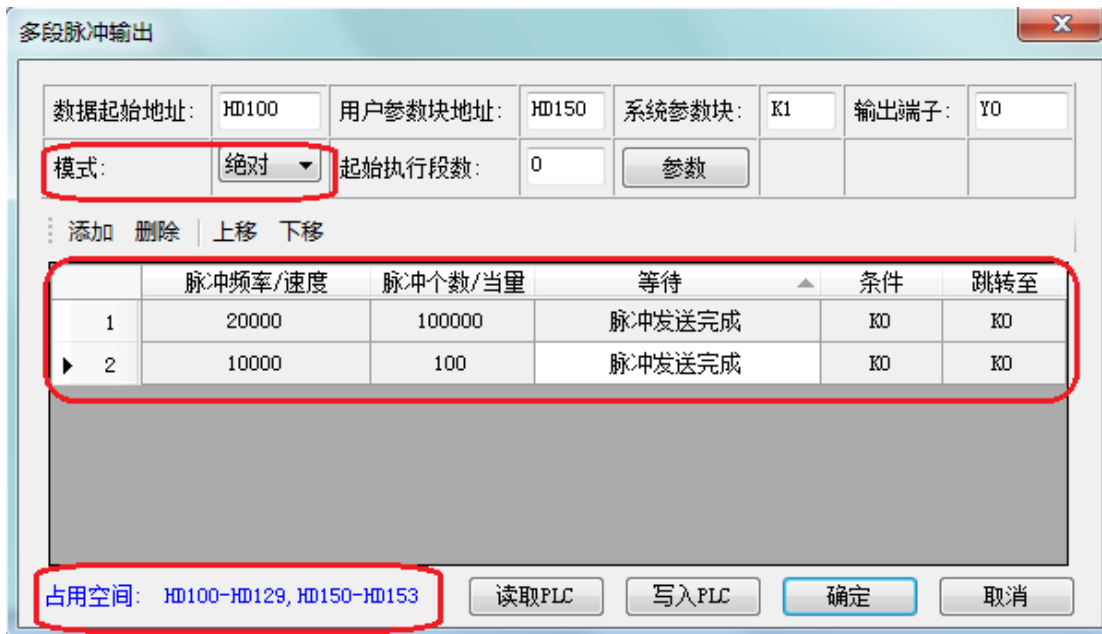 多段脉冲输出
数据起始地址: HD100 用户参数块地址: HD150 系统参数块: K1 输出端子: Y0
模式: 绝对 起始执行段数: 0 参数
添加 删除 上移 下移
脉冲频率/速度 脉冲个数/当量 等待 条件 跳转至
1 20000 100000 脉冲发送完成 K0 K0
2 10000 100 脉冲发送完成 K0 K0
占用空间: HD100-HD129,HD150-HD153 读取PLC 写入PLC 确定 取消